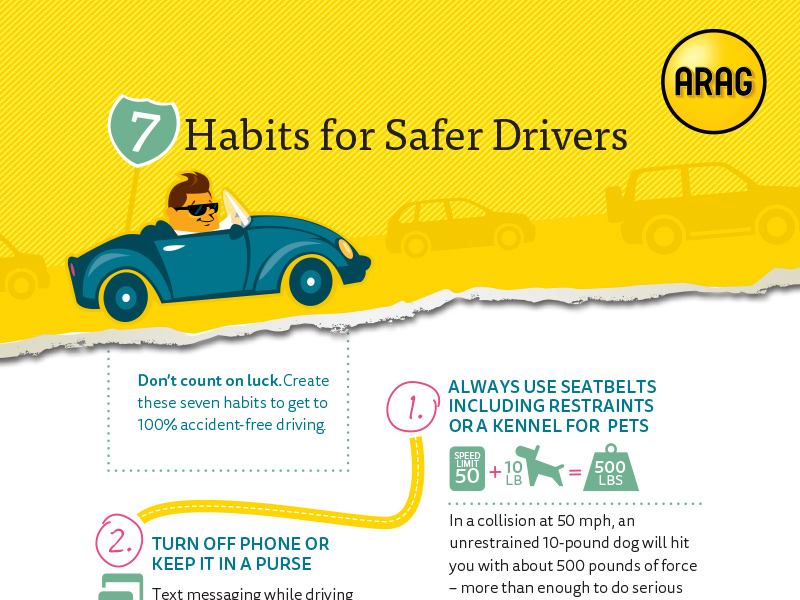 ARAG
7 Habits for Safer Drivers
Don't count on luck. Create
these seven habits to get to
100% accident-free driving.
1.
ALWAYS USE SEATBELTS
INCLUDING RESTRAINTS
OR A KENNEL FOR PETS
SPEED
LIMIT
50
+
10
LB
=
500
LBS
In a collision at 50 mph, an
unrestrained 10-pound dog will hit
you with about 500 pounds of force
– more than enough to do serious
2.
TURN OFF PHONE OR
KEEP IT IN A PURSE
Text messaging while driving